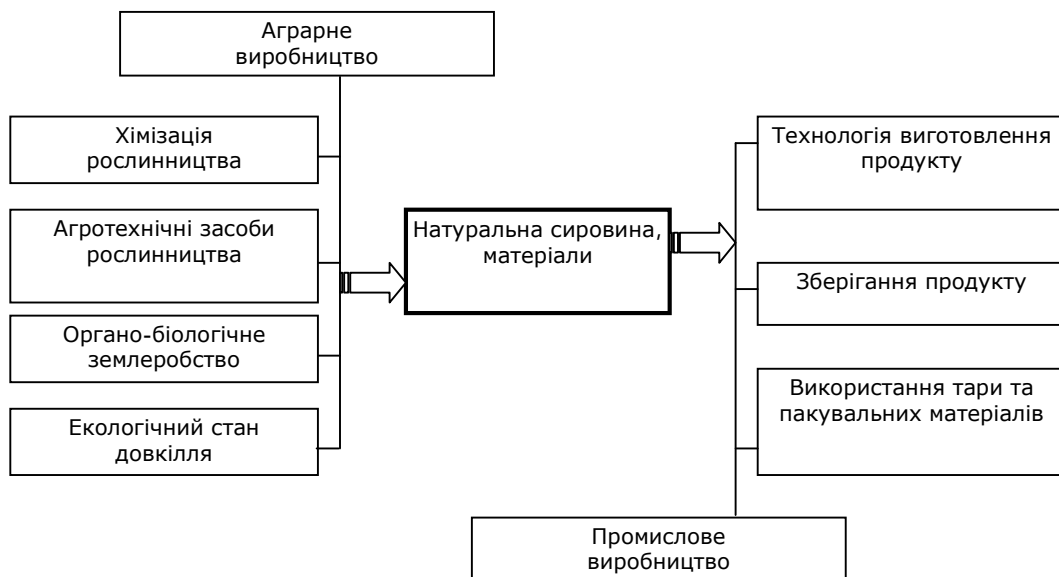 Аграрне
виробництво
Хімізація
рослинництва
Агротехнічні засоби
рослинництва
Органо-біологічне
землеробство
Екологічний стан
довкілля
Натуральна сировина,
матеріали
Технологія виготовлення
продукту
Зберігання продукту
Використання тари та
пакувальних матеріалів
Промислове
виробництво